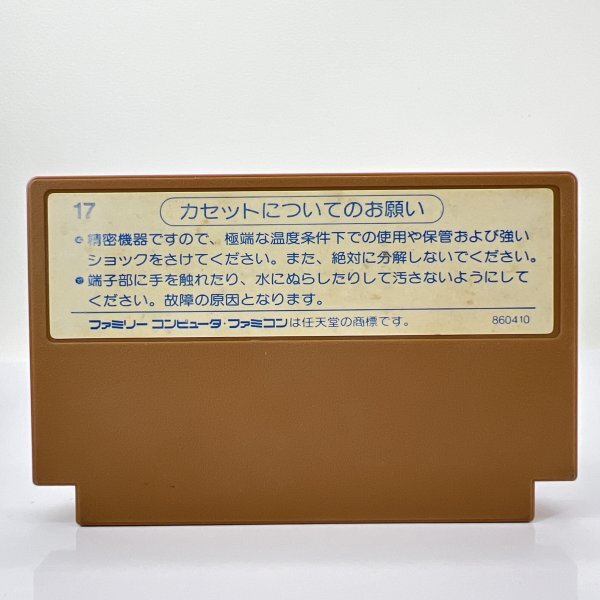 17
カセットについてのお願い
●精密機器ですので、極端な温度条件下での使用や保管および強い
ショックをさけてください。また、絶対に分解しないでください。
●端子部に手を触れたり、水にぬらしたりして汚さないようにして
ください。故障の原因となります。
ファミリー コンピュータ・ファミコンは任天堂の商標です。 860410